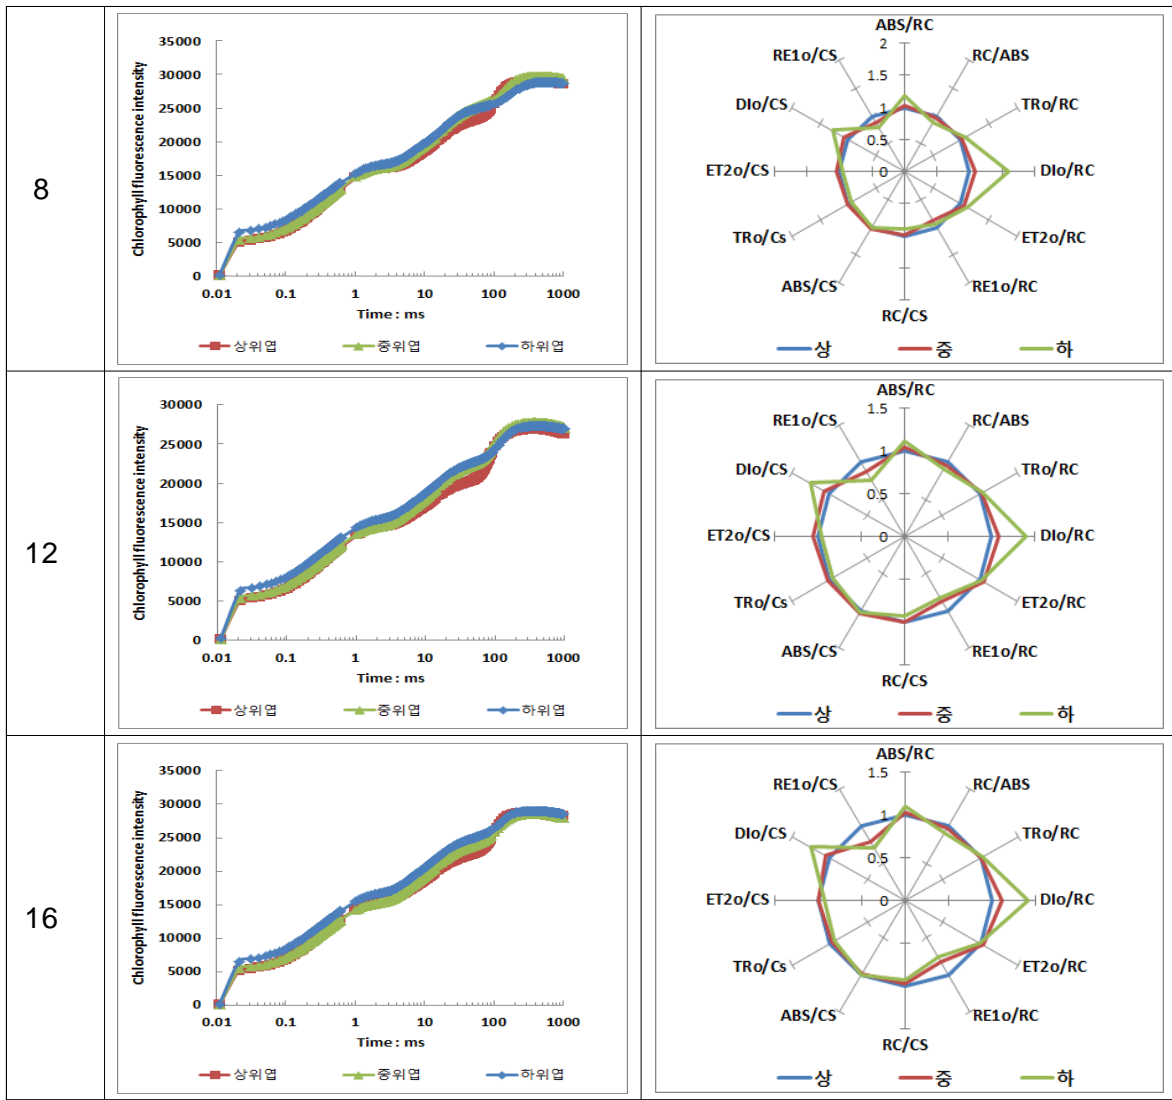 8
Chlorophyll fluorescence intensity
35000
30000
25000
20000
15000
10000
5000
0
0.01 0.1 1 10 100 1000
Time : ms
상위엽 중위엽 하위엽
ABS/RC
RC/ABS
TRo/RC
DIo/RC
ET2o/RC
RE1o/RC
RC/CS
ABS/CS
TRo/Cs
ET2o/CS
DIo/CS
RE1o/CS
2
1.5
1
0.5
0
상 중 하
12
Chlorophyll fluorescence intensity
30000
25000
20000
15000
10000
5000
0
0.01 0.1 1 10 100 1000
Time : ms
상위엽 중위엽 하위엽
ABS/RC
RC/ABS
TRo/RC
DIo/RC
ET2o/RC
RE1o/RC
RC/CS
ABS/CS
TRo/Cs
ET2o/CS
DIo/CS
RE1o/CS
1.5
1
0.5
0
상 중 하
16
Chlorophyll fluorescence intensity
35000
30000
25000
20000
15000
10000
5000
0
0.01 0.1 1 10 100 1000
Time : ms
상위엽 중위엽 하위엽
ABS/RC
RC/ABS
TRo/RC
DIo/RC
ET2o/RC
RE1o/RC
RC/CS
ABS/CS
TRo/Cs
ET2o/CS
DIo/CS
RE1o/CS
1.5
1
0.5
0
상 중 하